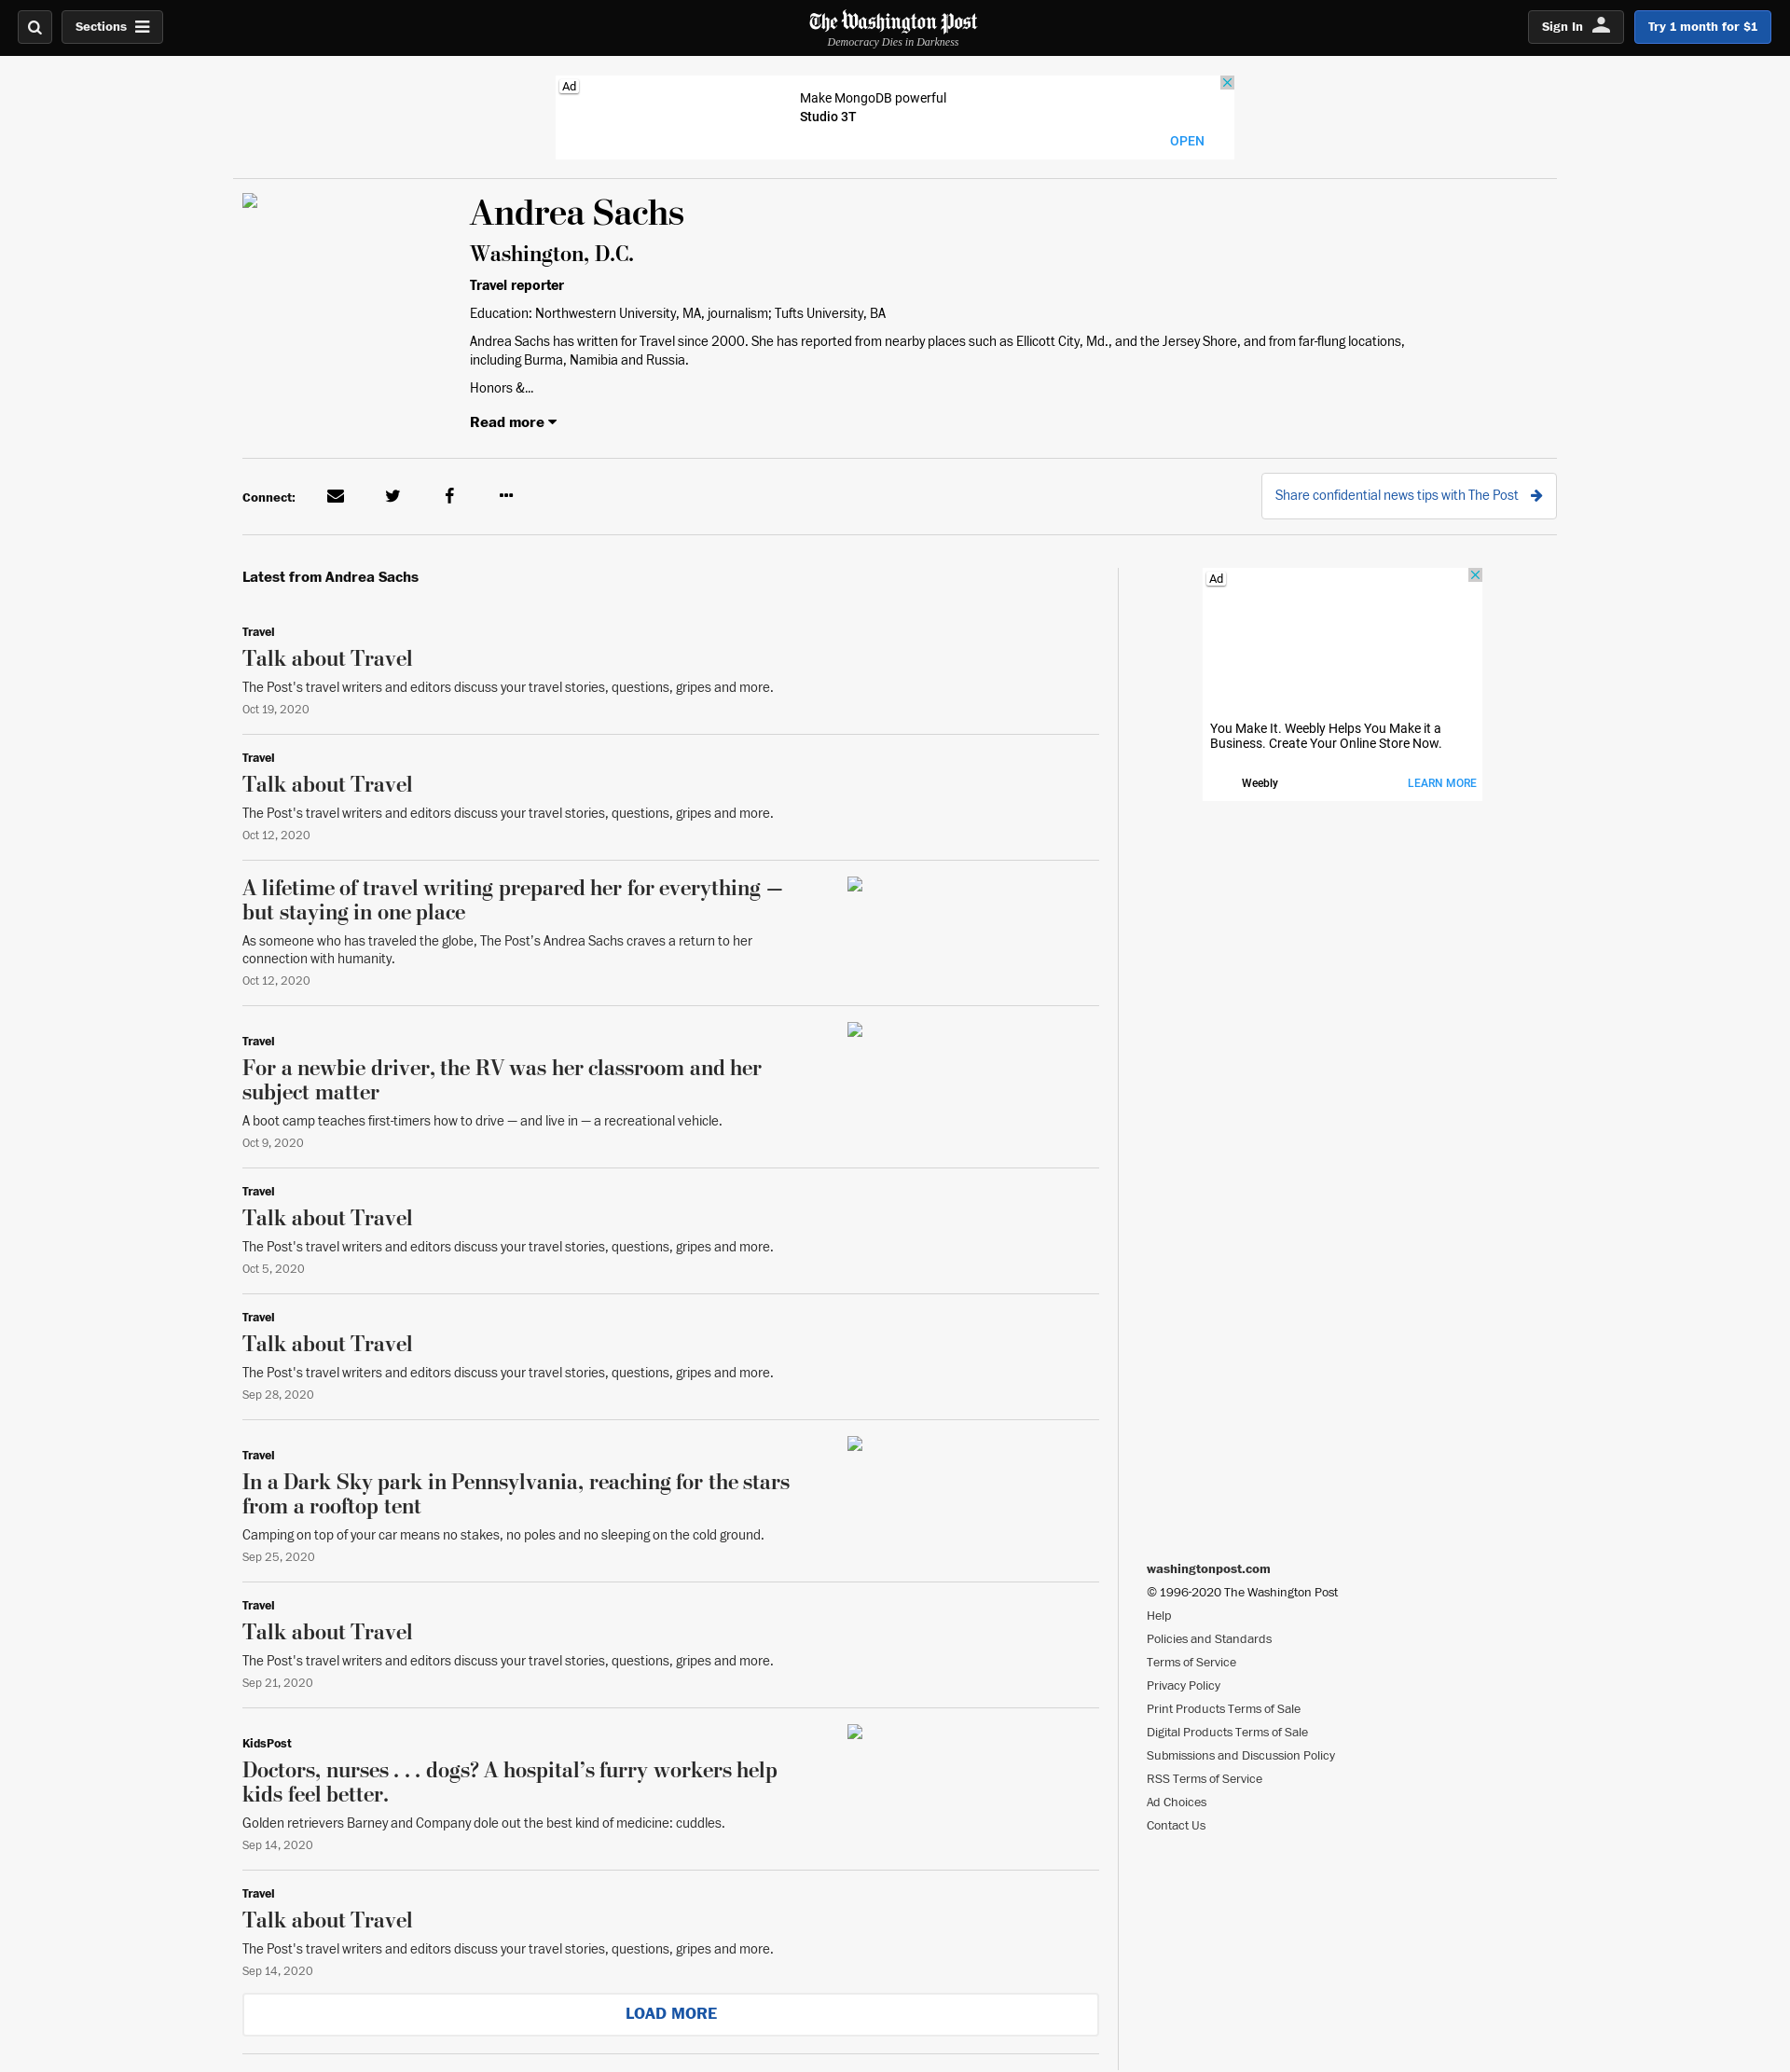 Sections
The Washington Post
Democracy Dies in Darkness
Sign In
Try 1 month for $1
Ad
Make MongoDB powerful
Studio 3T
OPEN
Andrea Sachs
Washington, D.C.
Travel reporter
Education: Northwestern University, MA, journalism; Tufts University, BA
Andrea Sachs has written for Travel since 2000. She has reported from nearby places such as Ellicott City, Md., and the Jersey Shore, and from far-flung locations,
including Burma, Namibia and Russia.
Honors &...
Read more
Connect:
Share confidential news tips with The Post
Latest from Andrea Sachs
Travel
Talk about Travel
The Post's travel writers and editors discuss your travel stories, questions, gripes and more.
Oct 19, 2020
Travel
Talk about Travel
The Post's travel writers and editors discuss your travel stories, questions, gripes and more.
Oct 12, 2020
A lifetime of travel writing prepared her for everything —
but staying in one place
As someone who has traveled the globe, The Post's Andrea Sachs craves a return to her
connection with humanity.
Oct 12, 2020
Travel
For a newbie driver, the RV was her classroom and her
subject matter
A boot camp teaches first-timers how to drive — and live in — a recreational vehicle.
Oct 9, 2020
Travel
Talk about Travel
The Post's travel writers and editors discuss your travel stories, questions, gripes and more.
Oct 5, 2020
Travel
Talk about Travel
The Post's travel writers and editors discuss your travel stories, questions, gripes and more.
Sep 28, 2020
Travel
In a Dark Sky park in Pennsylvania, reaching for the stars
from a rooftop tent
Camping on top of your car means no stakes, no poles and no sleeping on the cold ground.
Sep 25, 2020
Travel
Talk about Travel
The Post's travel writers and editors discuss your travel stories, questions, gripes and more.
Sep 21, 2020
KidsPost
Doctors, nurses . . . dogs? A hospital’s furry workers help
kids feel better.
Golden retrievers Barney and Company dole out the best kind of medicine: cuddles.
Sep 14, 2020
Travel
Talk about Travel
The Post's travel writers and editors discuss your travel stories, questions, gripes and more.
Sep 14, 2020
LOAD MORE
Ad
You Make It. Weebly Helps You Make it a
Business. Create Your Online Store Now.
Weebly
LEARN MORE
washingtonpost.com
© 1996-2020 The Washington Post
Help
Policies and Standards
Terms of Service
Privacy Policy
Print Products Terms of Sale
Digital Products Terms of Sale
Submissions and Discussion Policy
RSS Terms of Service
Ad Choices
Contact Us